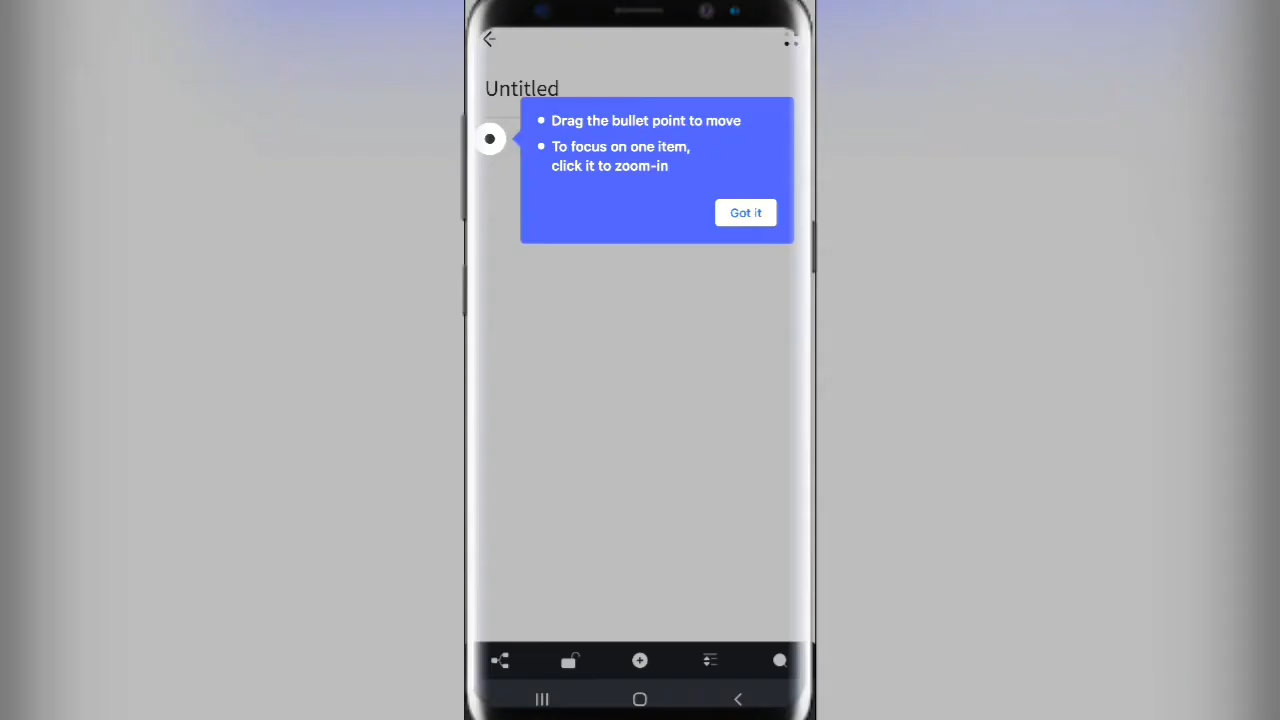 Untitled
Drag the bullet point to move
To focus on one item,
click it to zoom-in
Got it